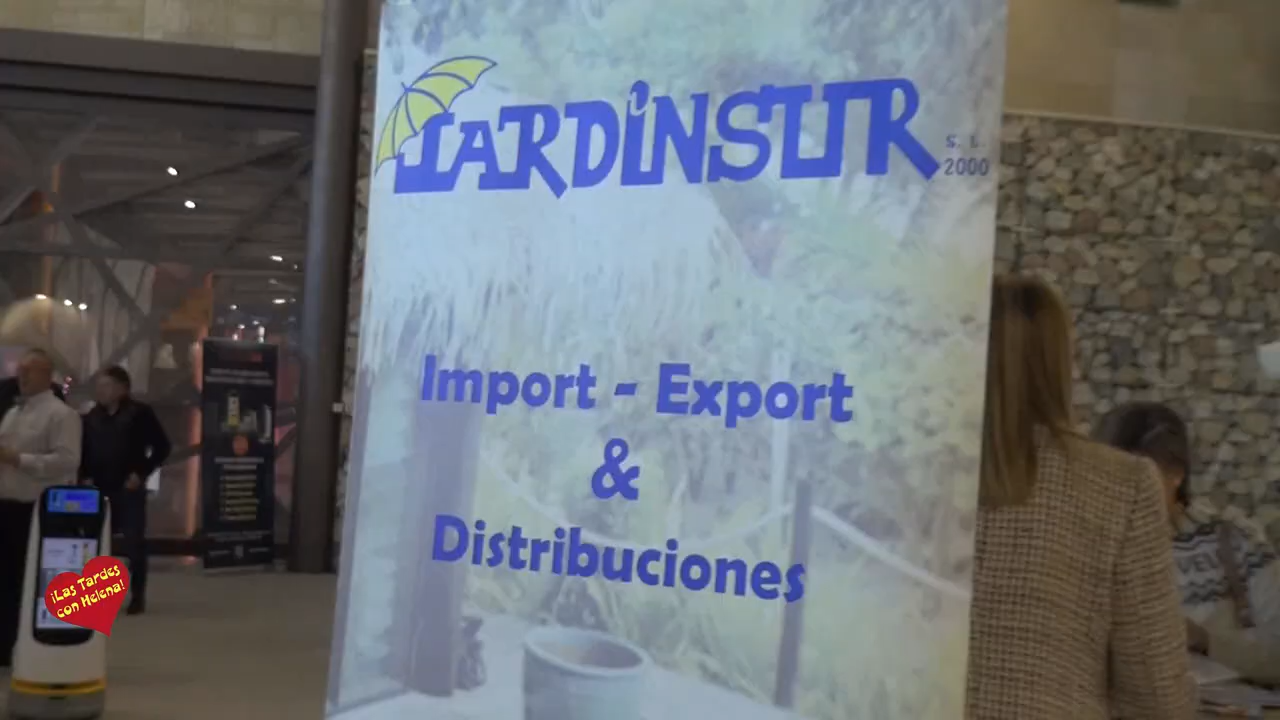 JARDINSUR
S. L.
2000
Import - Export
&
Distribuciones
¡Las Tardes
con Helena!